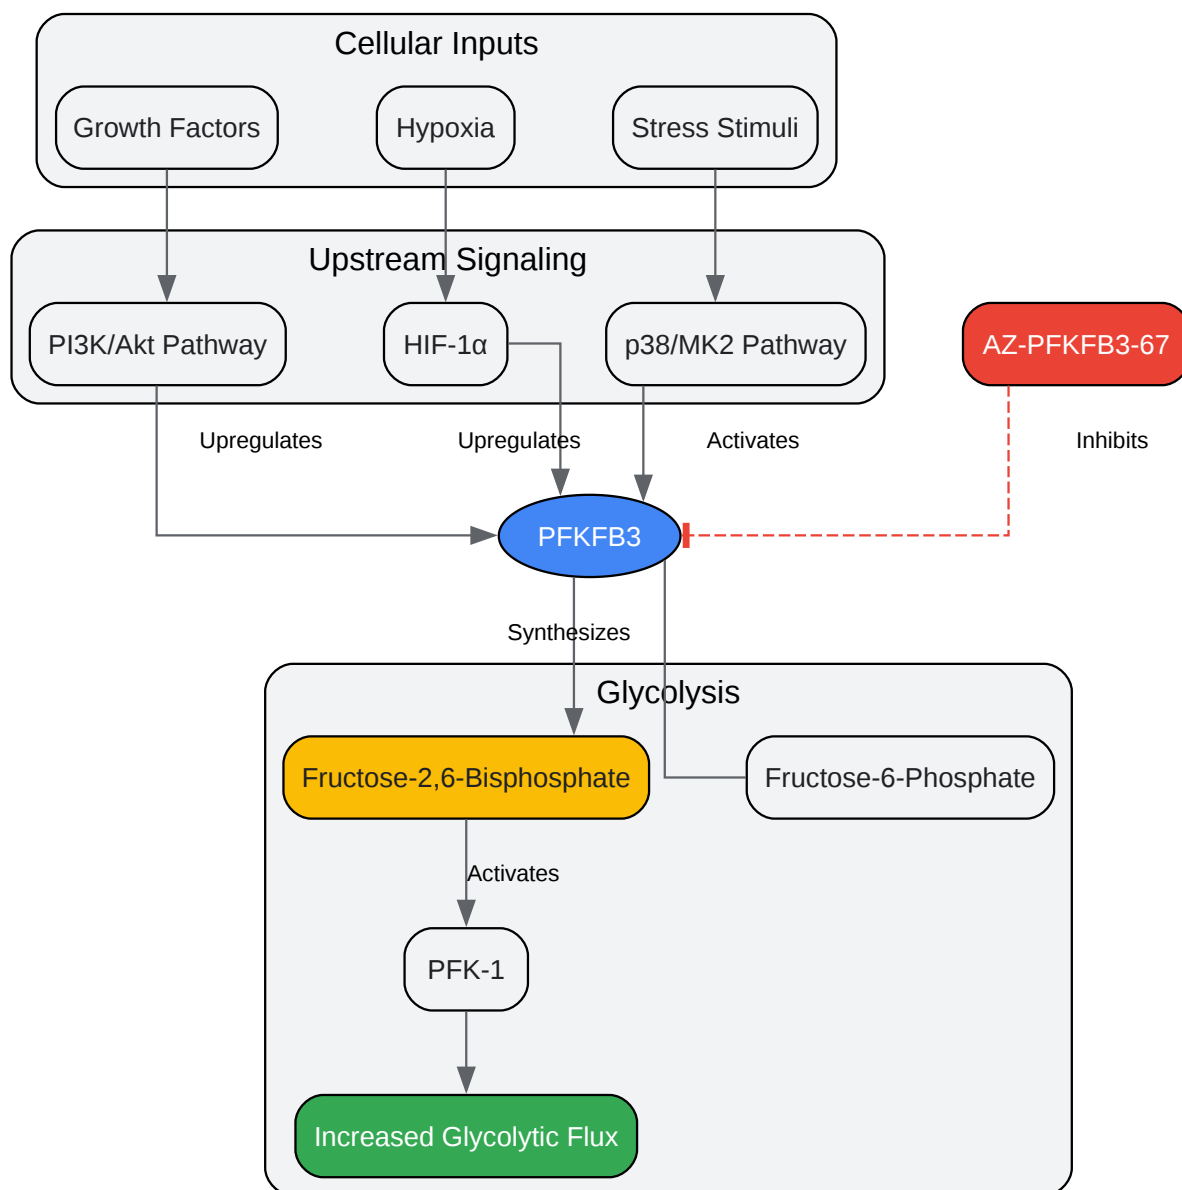 Cellular Inputs
Growth Factors
Hypoxia
Stress Stimuli
Upstream Signaling
PI3K/Akt Pathway
HIF-1α
p38/MK2 Pathway
AZ-PFKFB3-67
Upregulates
Upregulates
Activates
Inhibits
PFKFB3
Synthesizes
Glycolysis
Fructose-2,6-Bisphosphate
Fructose-6-Phosphate
Activates
PFK-1
Increased Glycolytic Flux